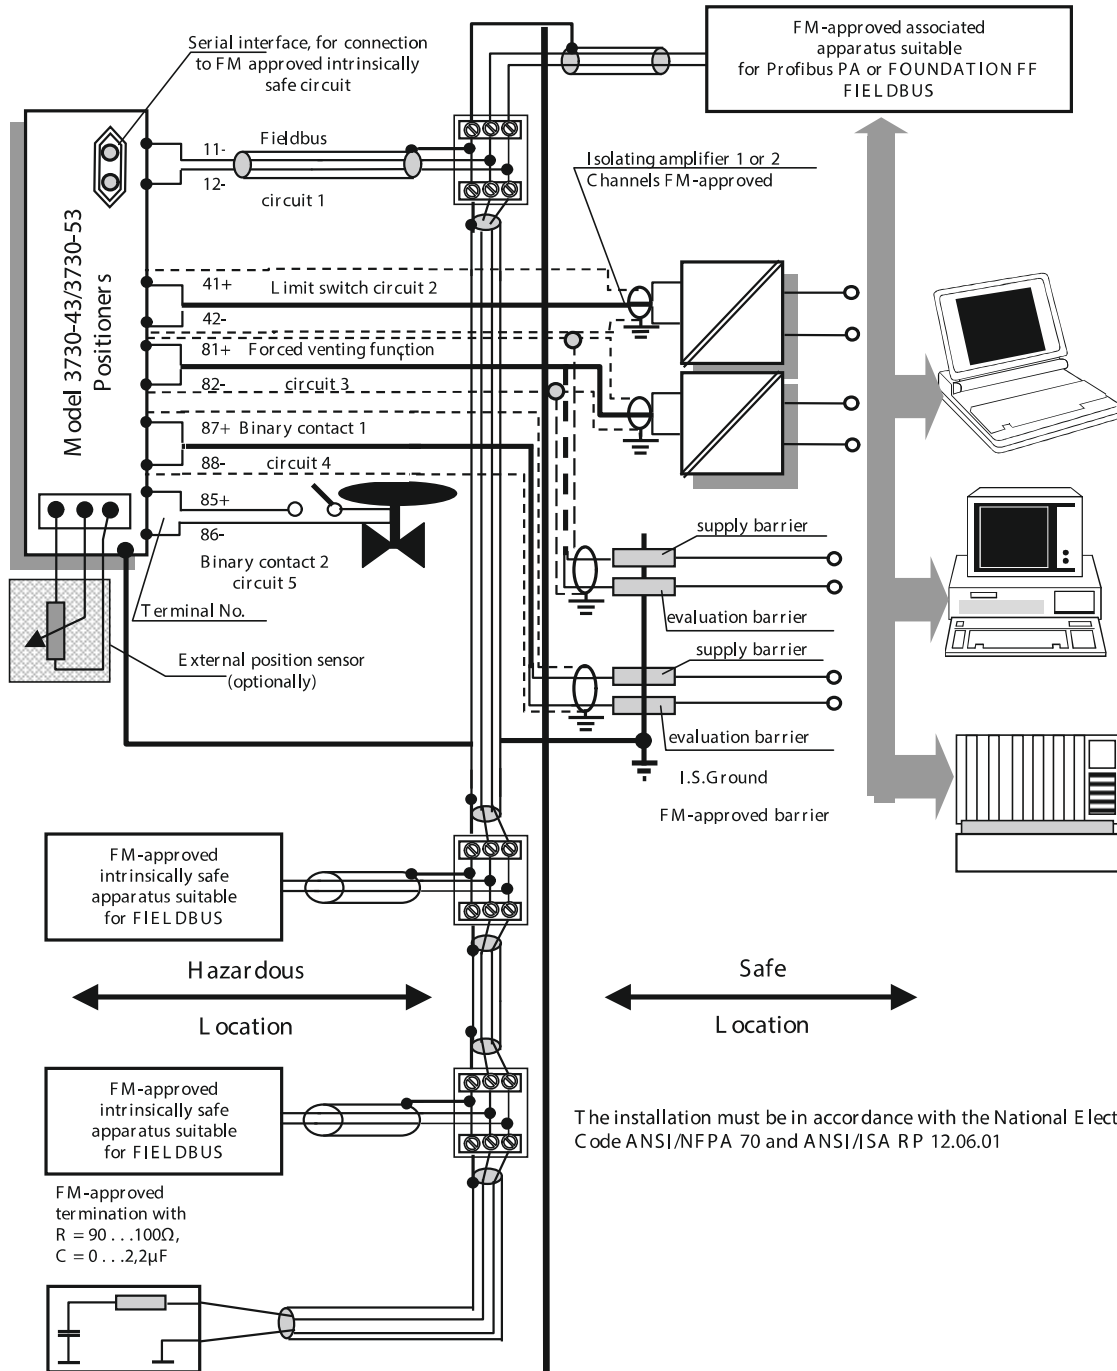 Serial interface, for connection
to FM approved intrinsically
safe circuit
FM-approved associated
apparatus suitable
for Profibus PA or FOUNDATION FF
FIELDBUS
Model 3730-43/3730-53
Positioners
11-
12-
Fieldbus
circuit 1
Isolating amplifier 1 or 2
Channels FM-approved
41+
Limit switch circuit 2
42-
81+
Forced venting function
82-
circuit 3
87+
Binary contact 1
88-
circuit 4
85+
86-
Binary contact 2
circuit 5
Terminal No.
External position sensor
(optionally)
supply barrier
evaluation barrier
supply barrier
evaluation barrier
I.S.Ground
FM-approved barrier
FM-approved
intrinsically safe
apparatus suitable
for FIELDBUS
Hazardous
Location
Safe
Location
FM-approved
intrinsically safe
apparatus suitable
for FIELDBUS
The installation must be in accordance with the National Elect
Code ANSI/NFPA 70 and ANSI/ISA RP 12.06.01
FM-approved
termination with
R = 90 . . .100Ω,
C = 0 . . .2,2µF